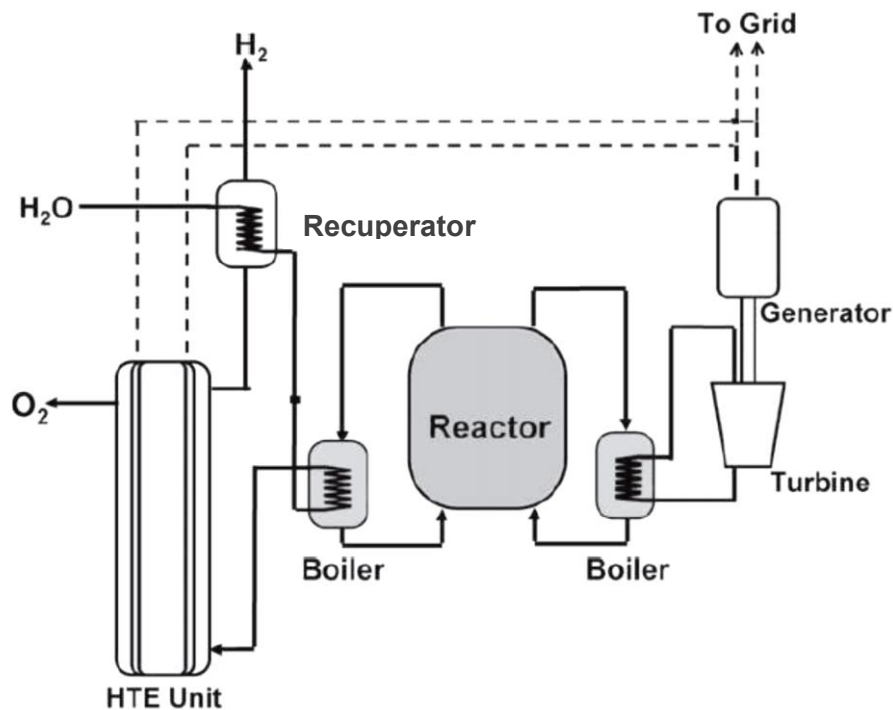 To Grid
H₂
H₂O
Recuperator
Generator
O₂
Reactor
Turbine
Boiler
Boiler
HTE Unit